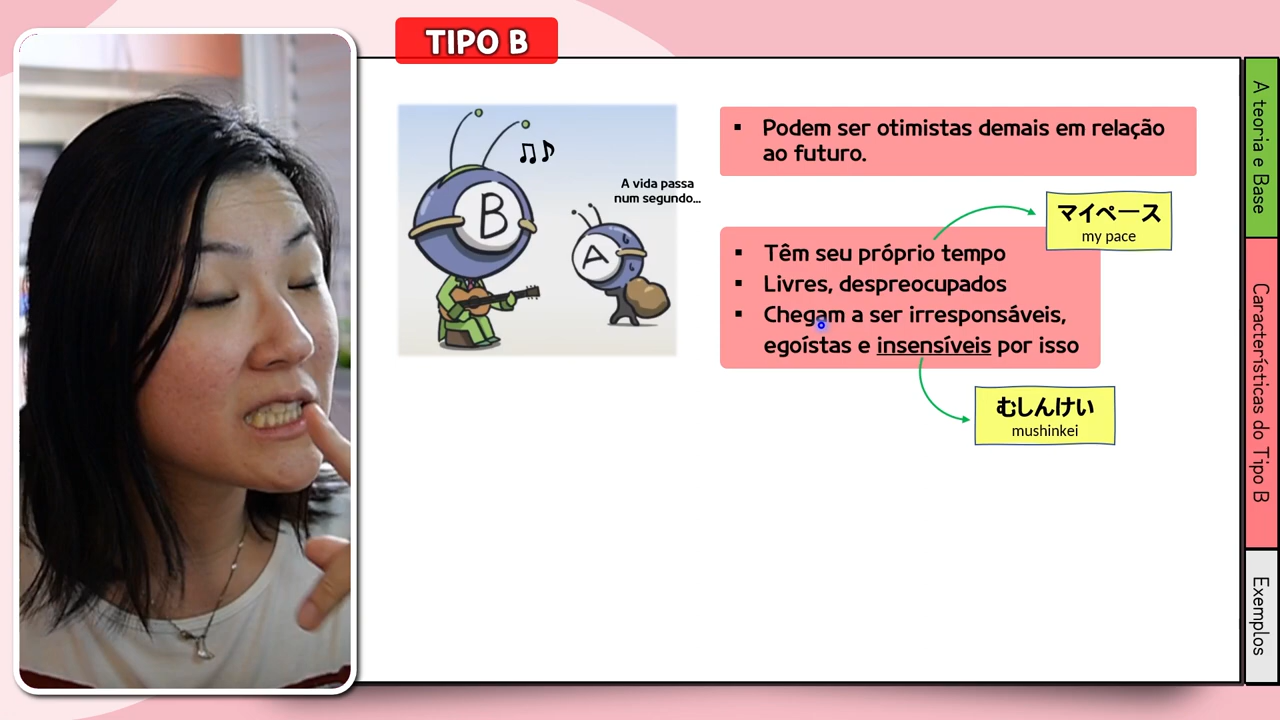 TIPO B
B
A vida passa
num segundo...
A
▪ Podem ser otimistas demais em relação
ao futuro.
マイペース
my pace
▪ Têm seu próprio tempo
▪ Livres, despreocupados
▪ Chegam a ser irresponsáveis,
egoístas e insensíveis por isso
むしんけい
mushinkei
A teoria e Base
Características do Tipo B
Exemplos